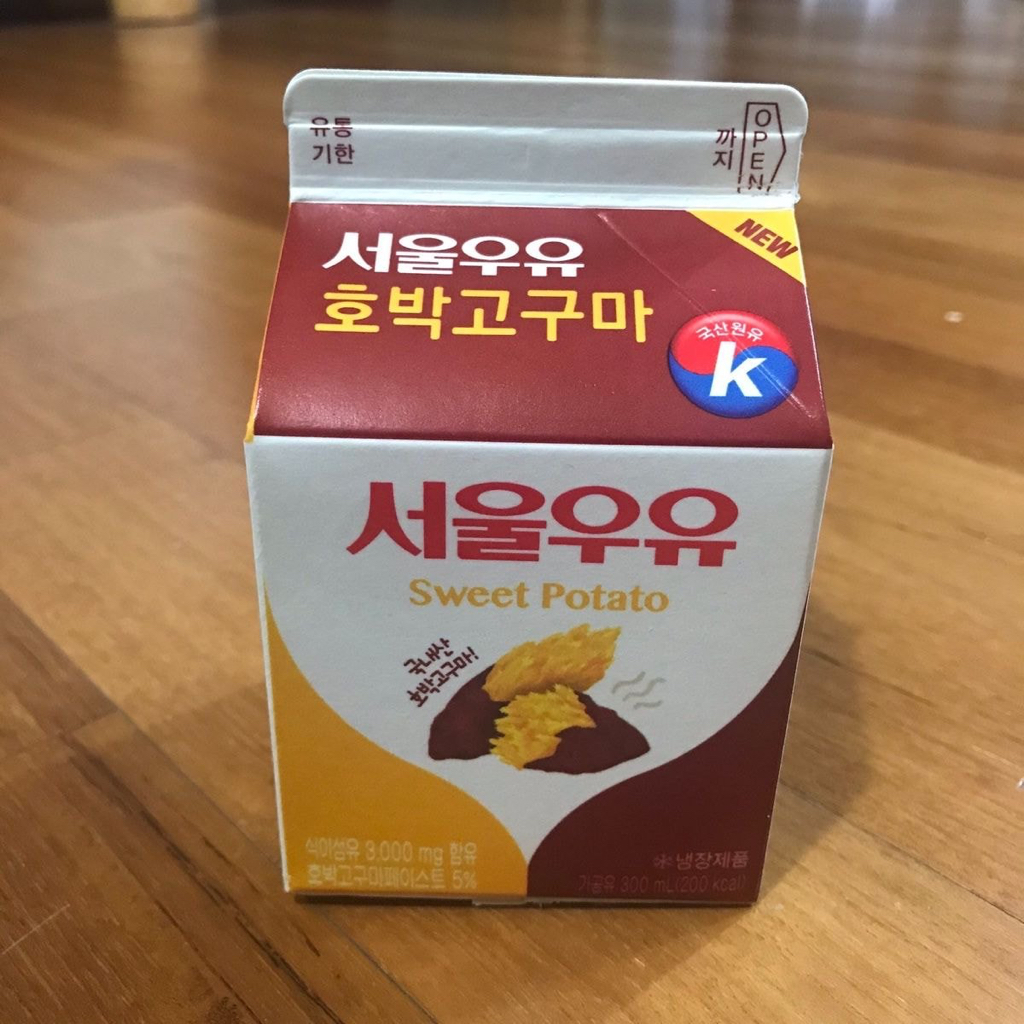 유통
기한
까지
OPEN
NEW
서울우유
호박고구마
국산원유
K
서울우유
Sweet Potato
국내산
호박고구마!
식이섬유 3,000 mg 함유
호박고구마페이스트 5%
냉장제품
가공유 300 mL(200 kcal)